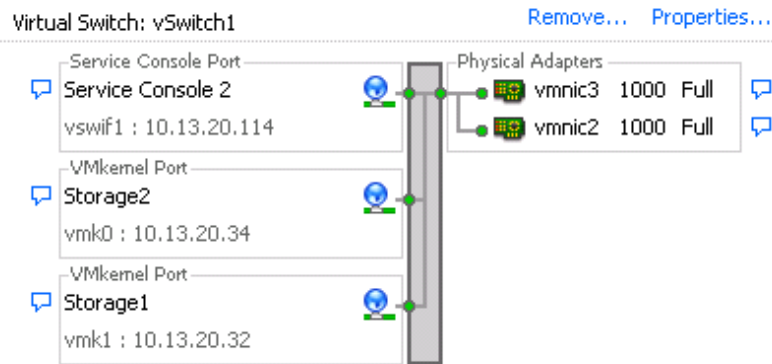 Virtual Switch: vSwitch1 Remove... Properties...
Service Console Port
Physical Adapters
Service Console 2
vmnic3 1000 Full
vswif1 : 10.13.20.114
vmnic2 1000 Full
VMkernel Port
Storage2
vmk0 : 10.13.20.34
VMkernel Port
Storage1
vmk1 : 10.13.20.32